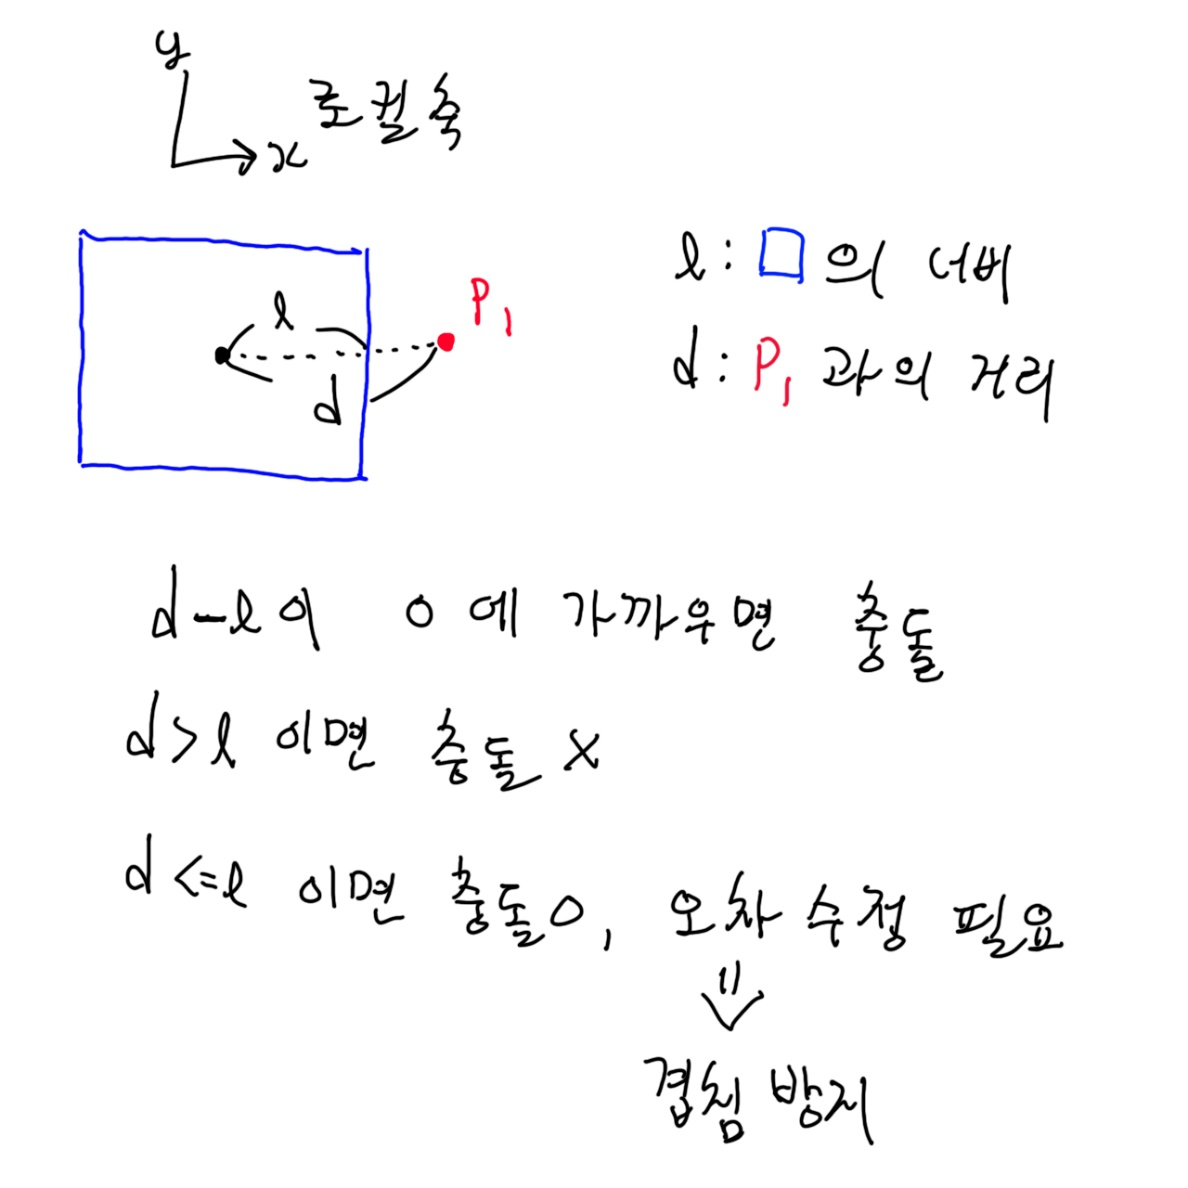 y
x 로컬축
l : □의 너비
P1
l
d : P1 과의 거리
d
d-l이 0에 가까우면 충돌
d>l 이면 충돌 X
d<=l 이면 충돌O, 오차 수정 필요
겹침 방지